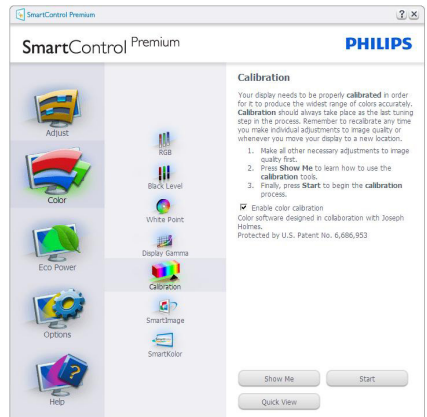 SmartControl Premium
SmartControl Premium
PHILIPS
Adjust
Color
Eco Power
Options
Help
RGB
Black Level
White Point
Display Gamma
Calibration
SmartImage
SmartKolor
Calibration
Your display needs to be properly calibrated in order
for it to produce the widest range of colors accurately.
Calibration should always take place as the last tuning
step in the process. Remember to recalibrate any time
you make individual adjustments to image quality or
whenever you move your display to a new location.
1. Make all other necessary adjustments to image
quality first.
2. Press Show Me to learn how to use the
calibration tools.
3. Finally, press Start to begin the calibration
process.
Enable color calibration
Color software designed in collaboration with Joseph
Holmes.
Protected by U.S. Patent No. 6,686,953
Show Me
Start
Quick View